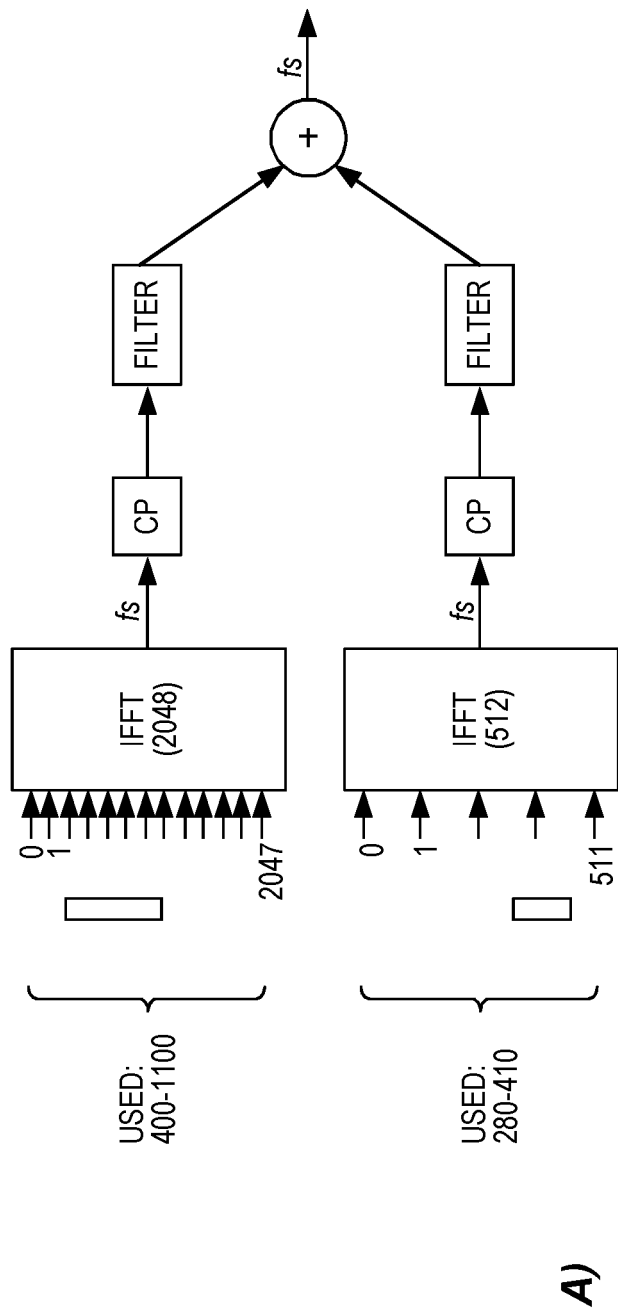 USED:
400-1100
0
1
2047
IFFT
(2048)
fs
CP
FILTER
+
fs
USED:
280-410
0
1
511
IFFT
(512)
fs
CP
FILTER
A)